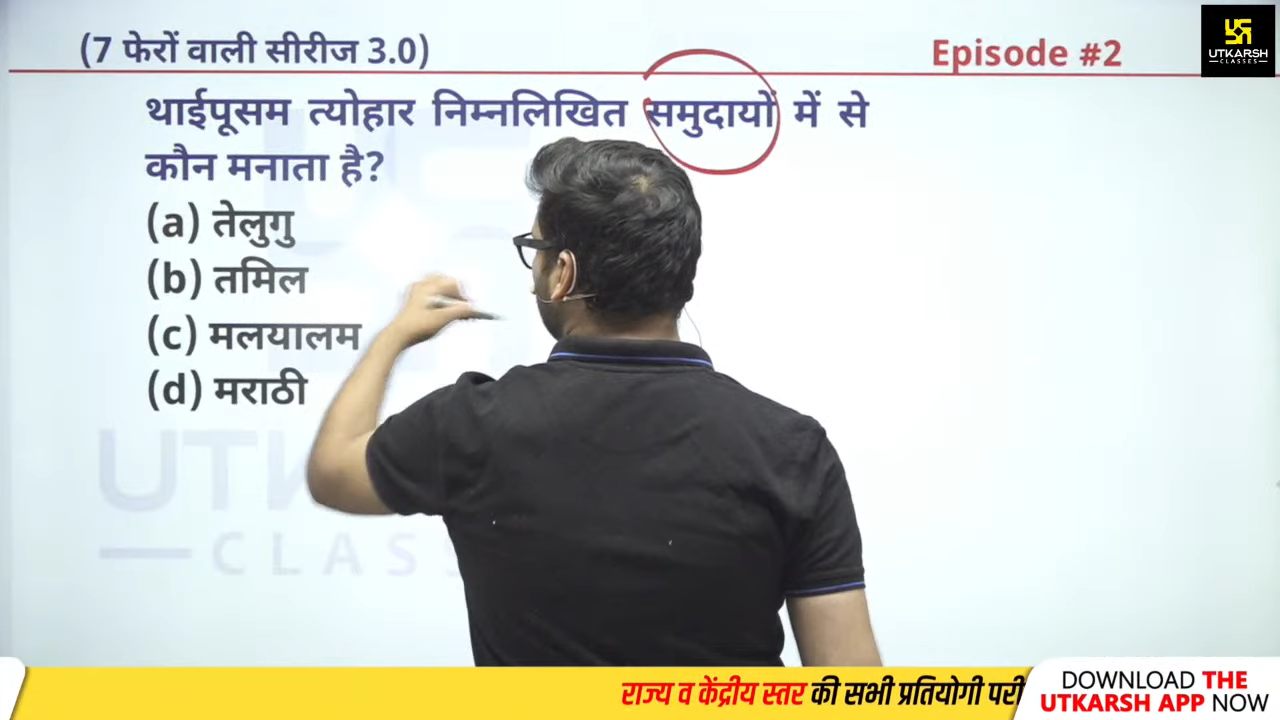 (7 फेरों वाली सीरीज 3.0)
Episode #2
UTKARSH
CLASSES
थाईपूसम त्योहार निम्नलिखित समुदायों में से
कौन मनाता है?
(a) तेलुगु
(b) तमिल
(c) मलयालम
(d) मराठी
राज्य व केंद्रीय स्तर की सभी प्रतियोगी
DOWNLOAD THE
UTKARSH APP NOW